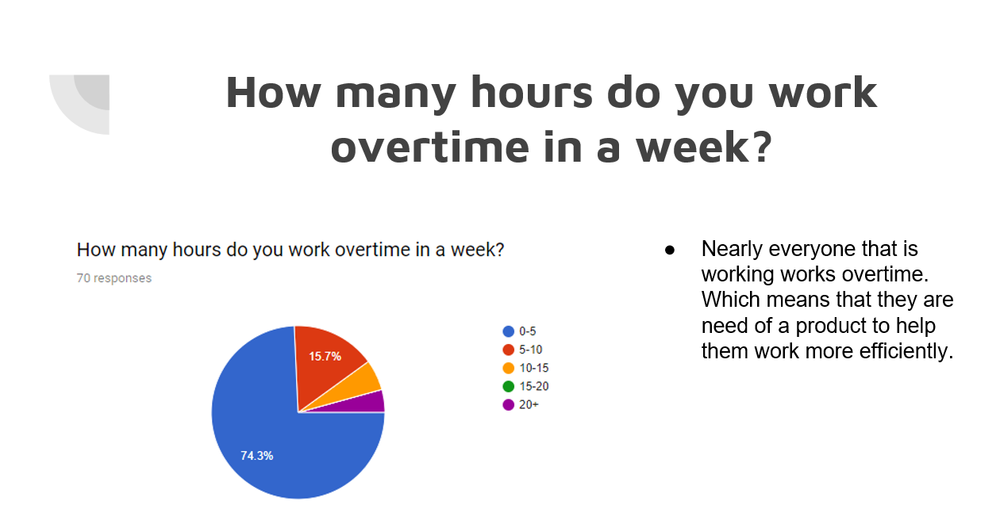 How many hours do you work
overtime in a week?
How many hours do you work overtime in a week?
70 responses
15.7%
74.3%
0-5
5-10
10-15
15-20
20+
● Nearly everyone that is
working works overtime.
Which means that they are
need of a product to help
them work more efficiently.